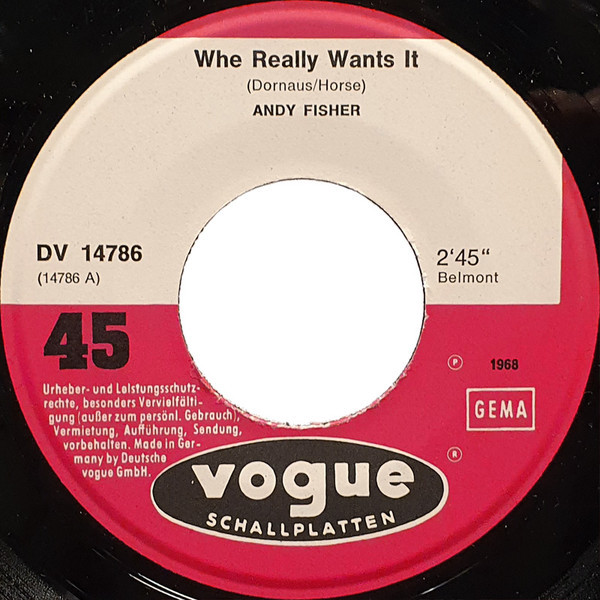 Whe Really Wants It
(Dornaus/Horse)
ANDY FISHER
DV 14786
(14786 A)
2‘45“
Belmont
45
Ⓟ 1968
GEMA
Urheber- und Leistungsschutz-
rechte, besonders Vervielfälti-
gung (außer zum persönl. Gebrauch),
Vermietung, Aufführung, Sendung,
vorbehalten. Made in Ger-
many by Deutsche
vogue GmbH.
®
vogue
SCHALLPLATTEN